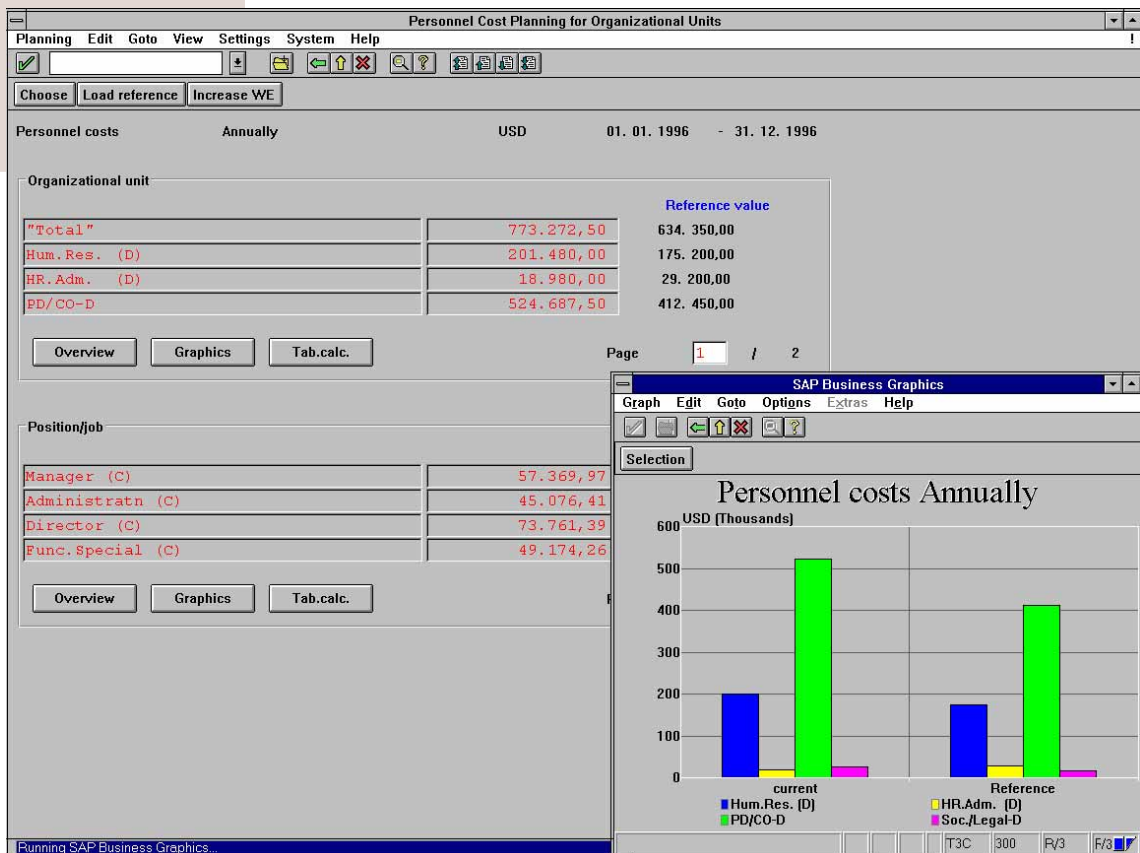 Personnel Cost Planning for Organizational Units
Planning Edit Goto View Settings System Help !
Choose Load reference Increase WE
Personnel costs Annually USD 01. 01. 1996 - 31. 12. 1996
Organizational unit
Reference value
"Total" 773.272,50 634. 350,00
Hum.Res. (D) 201.480,00 175. 200,00
HR.Adm. (D) 18.980,00 29. 200,00
PD/CO-D 524.687,50 412. 450,00
Overview Graphics Tab.calc. Page 1 / 2
Position/job
Manager (C) 57.369,97
Administratn (C) 45.076,41
Director (C) 73.761,39
Func.Special (C) 49.174,26
Overview Graphics Tab.calc.
Running SAP Business Graphics...
SAP Business Graphics
Graph Edit Goto Options Extras Help
Selection
Personnel costs Annually
USD (Thousands)
600
500
400
300
200
100
0
current Reference
Hum.Res. (D) HR.Adm. (D)
PD/CO-D Soc./Legal-D
T3C 300 R/3 F/3